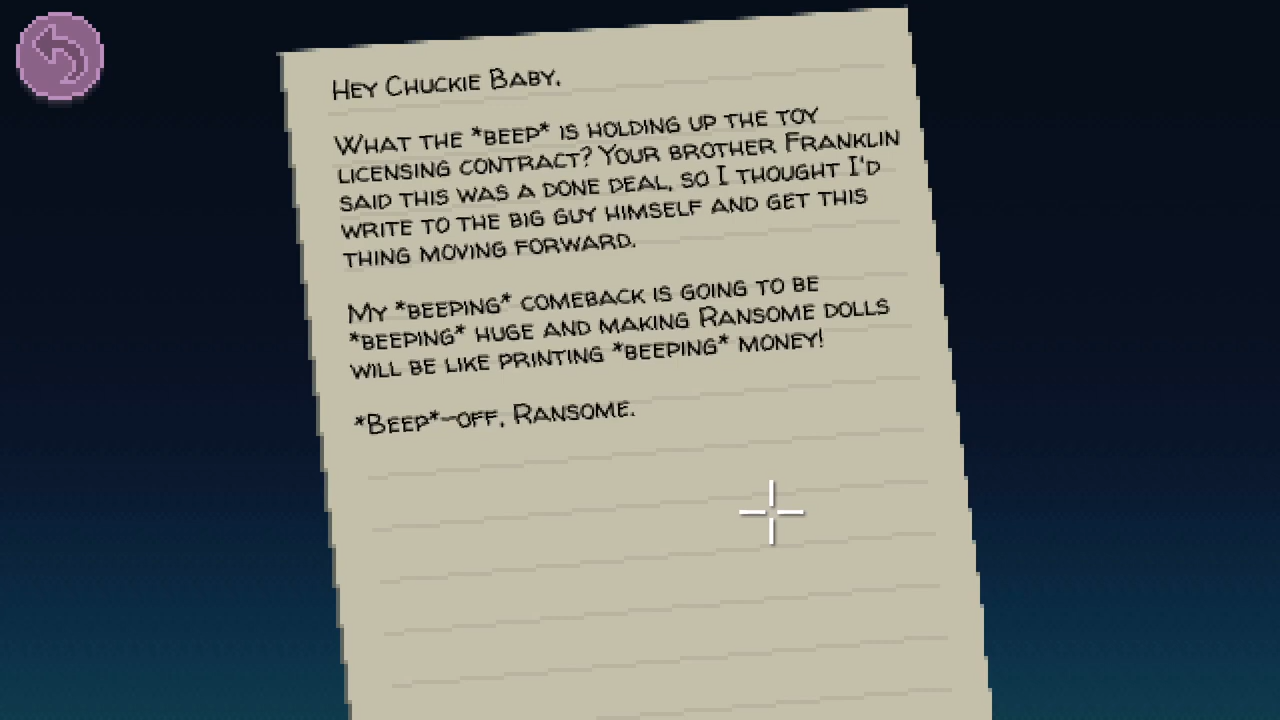 Hey Chuckie Baby,
What the *beep* is holding up the toy
licensing contract? Your brother Franklin
said this was a done deal, so I thought I'd
write to the big guy himself and get this
thing moving forward.
My *beeping* comeback is going to be
*beeping* huge and making Ransome dolls
will be like printing *beeping* money!
*Beep*-off, Ransome.